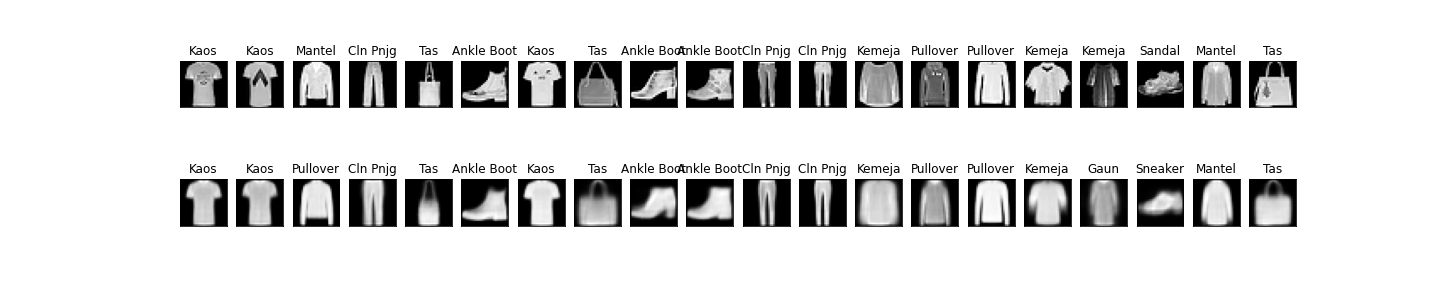 Kaos Kaos Mantel Cln Pnjg Tas Ankle Boot Kaos Tas Ankle Boot Ankle Boot Cln Pnjg Cln Pnjg Kemeja Pullover Pullover Kemeja Kemeja Sandal Mantel Tas
Kaos Kaos Pullover Cln Pnjg Tas Ankle Boot Kaos Tas Ankle Boot Ankle Boot Cln Pnjg Cln Pnjg Kemeja Pullover Pullover Kemeja Gaun Sneaker Mantel Tas